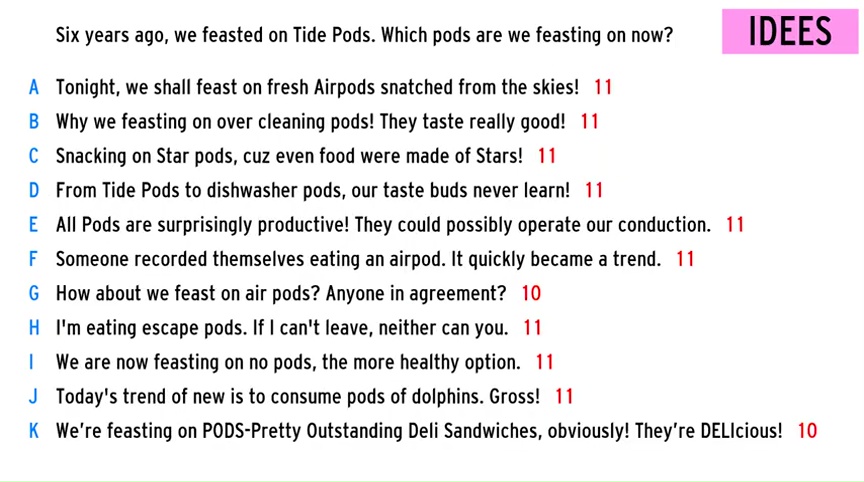 Six years ago, we feasted on Tide Pods. Which pods are we feasting on now?
IDEES
A Tonight, we shall feast on fresh Airpods snatched from the skies! 11
B Why we feasting on over cleaning pods! They taste really good! 11
C Snacking on Star pods, cuz even food were made of Stars! 11
D From Tide Pods to dishwasher pods, our taste buds never learn! 11
E All Pods are surprisingly productive! They could possibly operate our conduction. 11
F Someone recorded themselves eating an airpod. It quickly became a trend. 11
G How about we feast on air pods? Anyone in agreement? 10
H I'm eating escape pods. If I can't leave, neither can you. 11
I We are now feasting on no pods, the more healthy option. 11
J Today's trend of new is to consume pods of dolphins. Gross! 11
K We’re feasting on PODS-Pretty Outstanding Deli Sandwiches, obviously! They’re DELIcious! 10